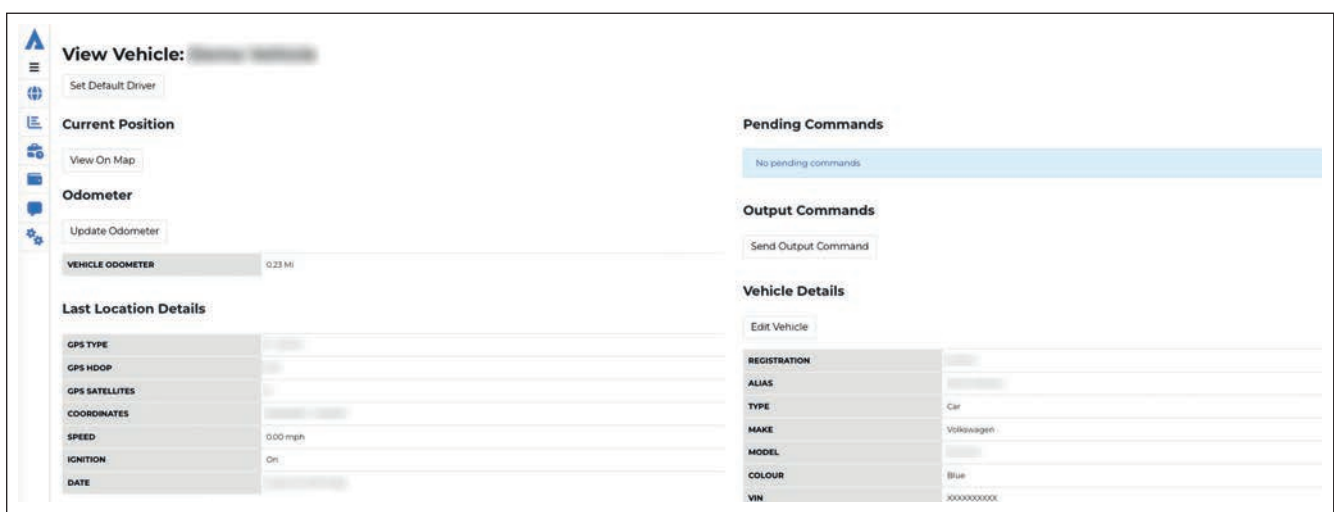 View Vehicle:
Set Default Driver
Current Position
View On Map
Odometer
Update Odometer
VEHICLE ODOMETER 0.23 MI
Last Location Details
GPS TYPE
GPS HDOP
GPS SATELLITES
COORDINATES
SPEED 0.00 mph
IGNITION On
DATE
Pending Commands
No pending commands
Output Commands
Send Output Command
Vehicle Details
Edit Vehicle
REGISTRATION
ALIAS
TYPE Car
MAKE Volkswagen
MODEL
COLOUR Blue
VIN XXXXXXXXXX